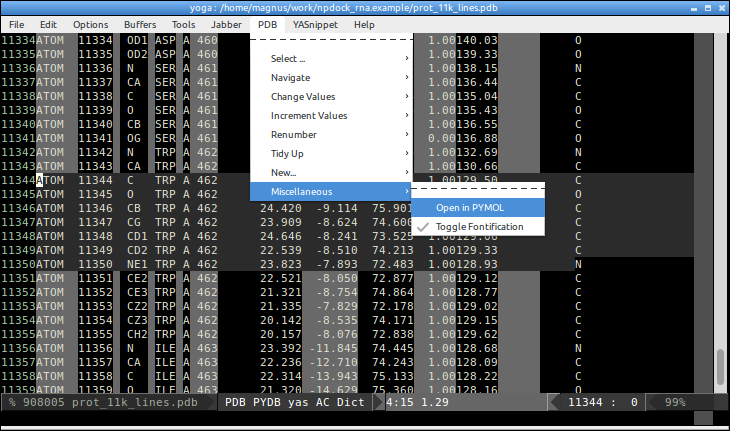 yoga : /home/magnus/work/npdock_rna.example/prot_11k_lines.pdb
File Edit Options Buffers Tools Jabber PDB YASnippet Help
11334ATOM 11334 OD1 ASP A 460 1.00140.03 O
11335ATOM 11335 OD2 ASP A 460 Select ... › 1.00139.33 O
11336ATOM 11336 N SER A 461 1.00138.15 N
11337ATOM 11337 CA SER A 461 Navigate › 1.00136.44 C
11338ATOM 11338 C SER A 461 Change Values › 1.00135.04 C
11339ATOM 11339 O SER A 461 1.00135.43 O
11340ATOM 11340 CB SER A 461 Increment Values › 1.00136.55 C
11341ATOM 11341 OG SER A 461 Renumber › 0.00136.88 O
11342ATOM 11342 N TRP A 462 Tidy Up › 1.00132.69 N
11343ATOM 11343 CA TRP A 462 New... › 1.00130.66 C
11344ATOM 11344 C TRP A 462 1.00129.50 C
11345ATOM 11345 O TRP A 462 Miscellaneous › O
11346ATOM 11346 CB TRP A 462 24.420 -9.114 75.901 Open in PYMOL C
11347ATOM 11347 CG TRP A 462 23.909 -8.624 74.600 Toggle Fontification C
11348ATOM 11348 CD1 TRP A 462 24.646 -8.241 73.525 1.00129.06 C
11349ATOM 11349 CD2 TRP A 462 22.539 -8.510 74.213 1.00129.33 C
11350ATOM 11350 NE1 TRP A 462 23.823 -7.893 72.483 1.00128.93 N
11351ATOM 11351 CE2 TRP A 462 22.521 -8.050 72.877 1.00129.12 C
11352ATOM 11352 CE3 TRP A 462 21.321 -8.754 74.864 1.00128.77 C
11353ATOM 11353 CZ2 TRP A 462 21.335 -7.829 72.178 1.00129.02 C
11354ATOM 11354 CZ3 TRP A 462 20.142 -8.535 74.171 1.00129.15 C
11355ATOM 11355 CH2 TRP A 462 20.157 -8.076 72.838 1.00129.62 C
11356ATOM 11356 N ILE A 463 23.392 -11.845 74.445 1.00128.68 N
11357ATOM 11357 CA ILE A 463 22.236 -12.710 74.243 1.00128.09 C
11358ATOM 11358 C ILE A 463 22.314 -13.943 75.133 1.00128.22 C
11359ATOM 11359 O ILE A 463 21.320 -14.629 75.360 1.00128.16 O
% 908005 prot_11k_lines.pdb PDB PYDB yas AC Dict 4:15 1.29 11344 : 0 99%